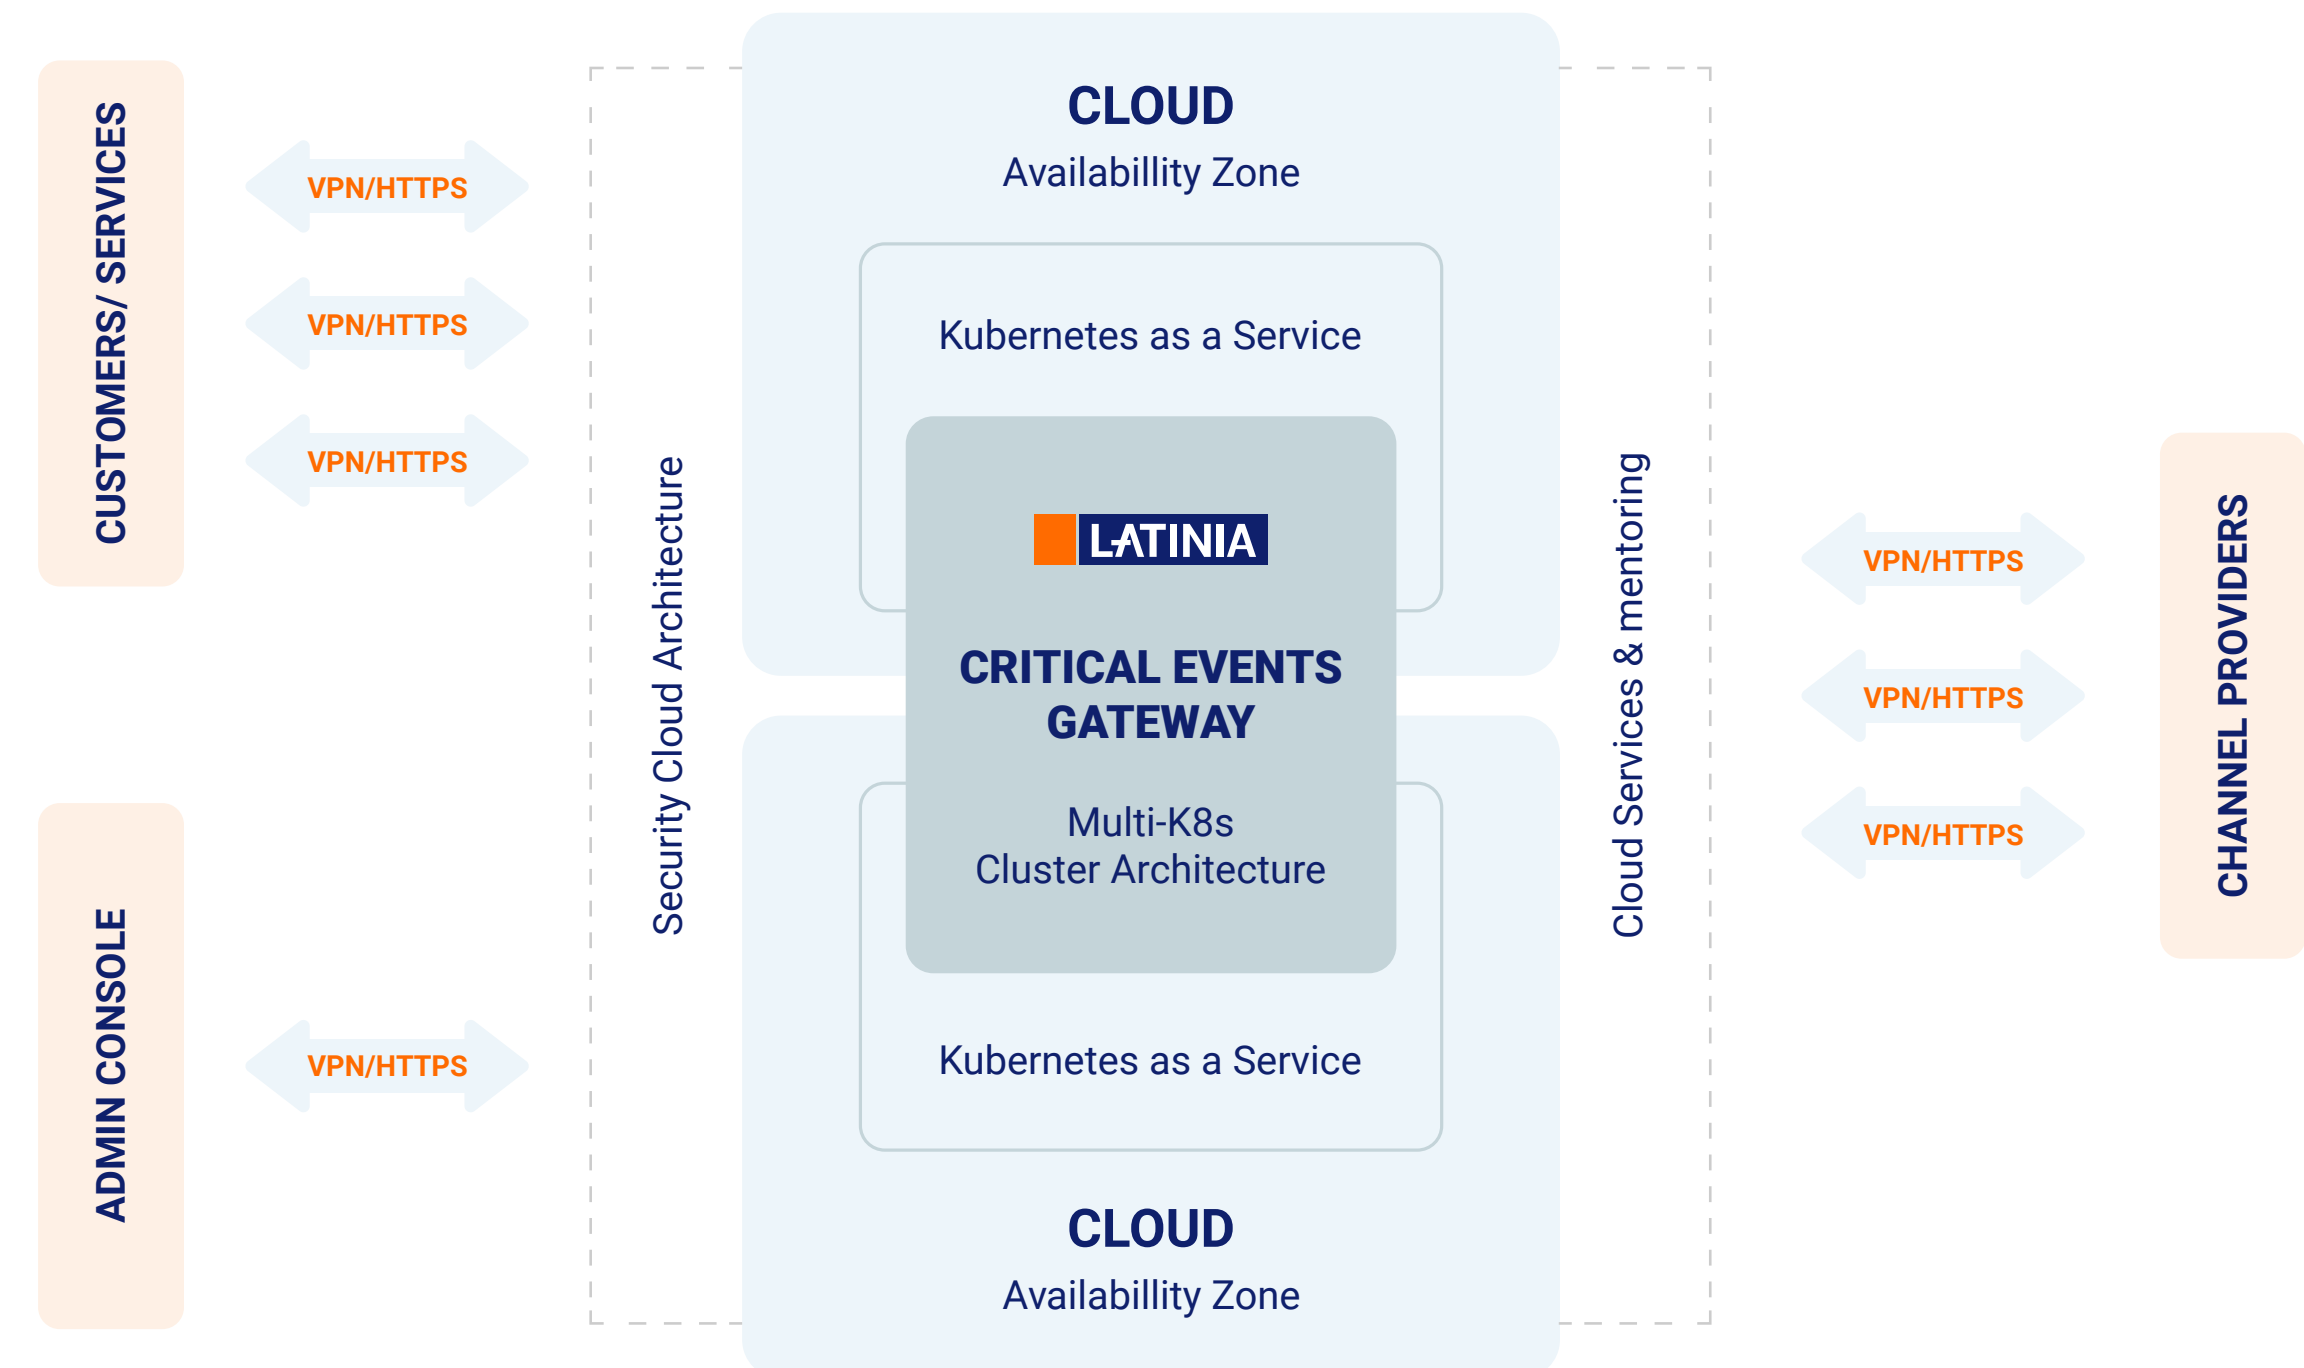 CUSTOMERS/ SERVICES
VPN/HTTPS
VPN/HTTPS
VPN/HTTPS
ADMIN CONSOLE
VPN/HTTPS
Security Cloud Architecture
CLOUD
Availabillity Zone
Kubernetes as a Service
LATINIA
CRITICAL EVENTS
GATEWAY
Multi-K8s
Cluster Architecture
Kubernetes as a Service
CLOUD
Availabillity Zone
Cloud Services & mentoring
VPN/HTTPS
VPN/HTTPS
VPN/HTTPS
CHANNEL PROVIDERS